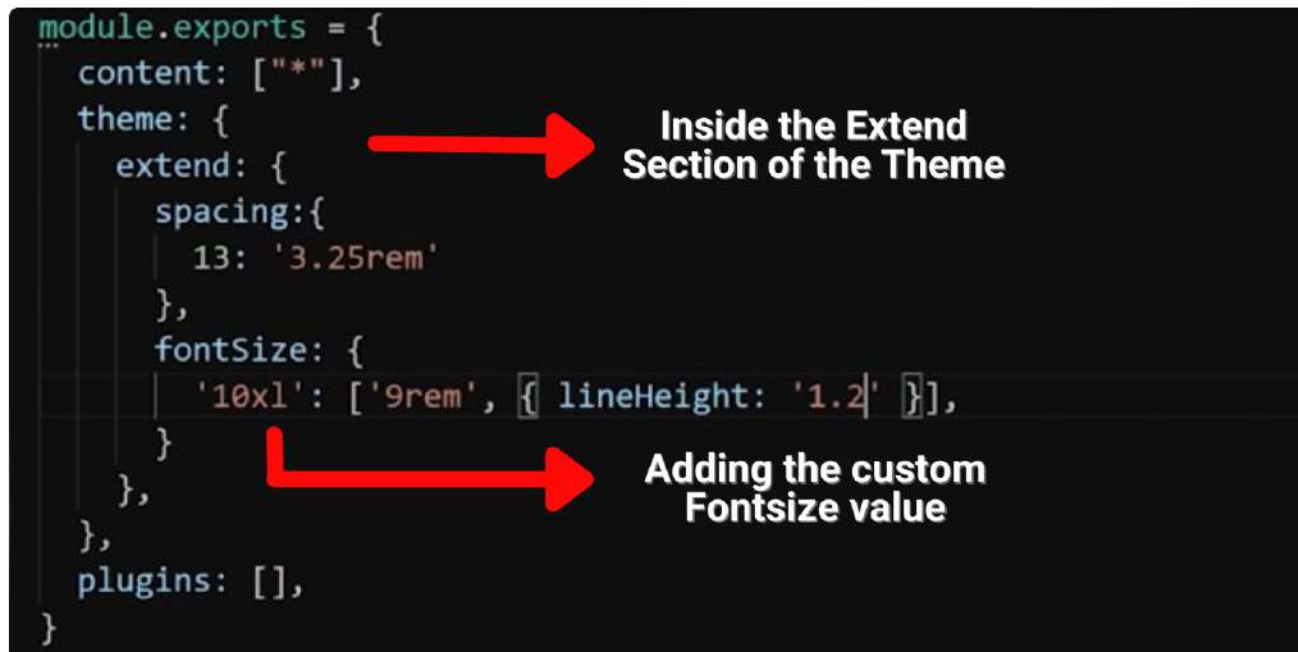 module.exports = {
content: ["*"],
theme: {
extend: {
Inside the Extend
Section of the Theme
spacing:{
13: '3.25rem'
},
fontSize: {
'10xl': ['9rem', { lineHeight: '1.2' }],
}
Adding the custom
Fontsize value
},
},
plugins: [],
}